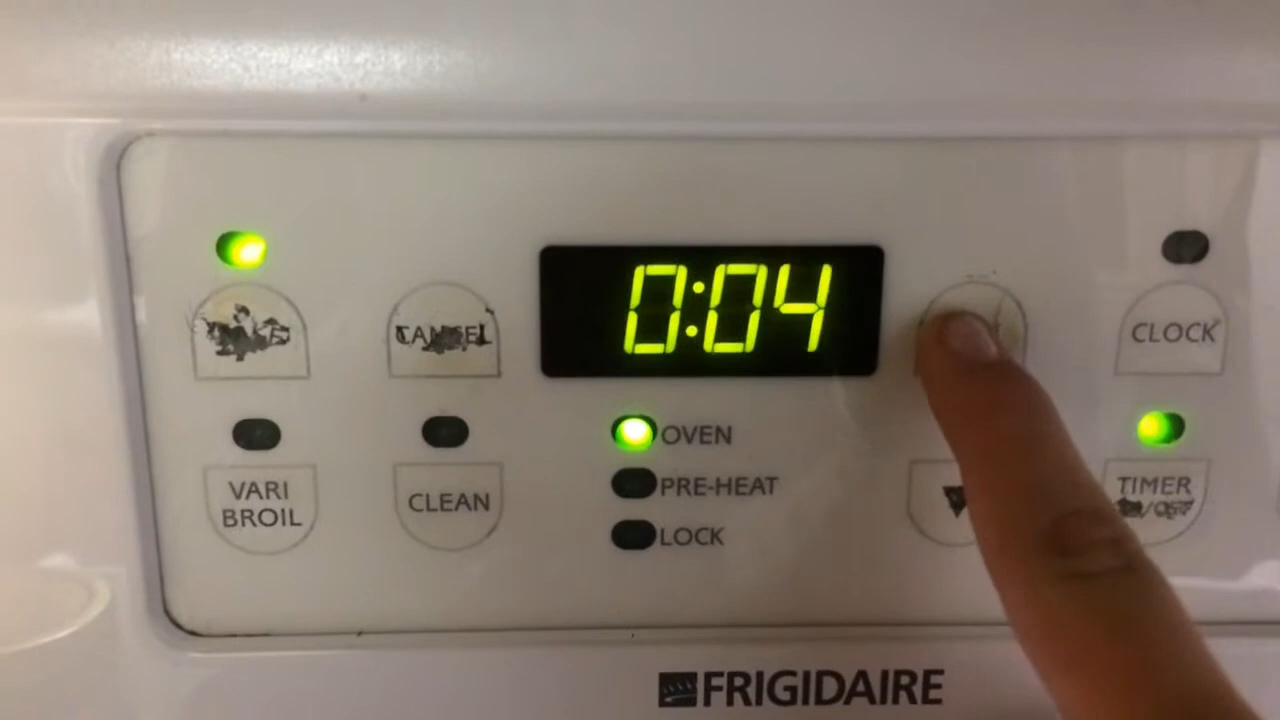 0:04
CANCEL
CLOCK
VARI
BROIL
CLEAN
OVEN
PRE-HEAT
LOCK
TIMER
FRIGIDAIRE